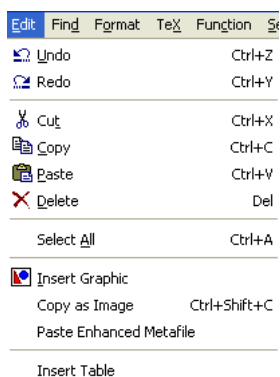 Edit Find Format TeX Function Se
Undo Ctrl+Z
Redo Ctrl+Y
Cut Ctrl+X
Copy Ctrl+C
Paste Ctrl+V
Delete Del
Select All Ctrl+A
Insert Graphic
Copy as Image Ctrl+Shift+C
Paste Enhanced Metafile
Insert Table